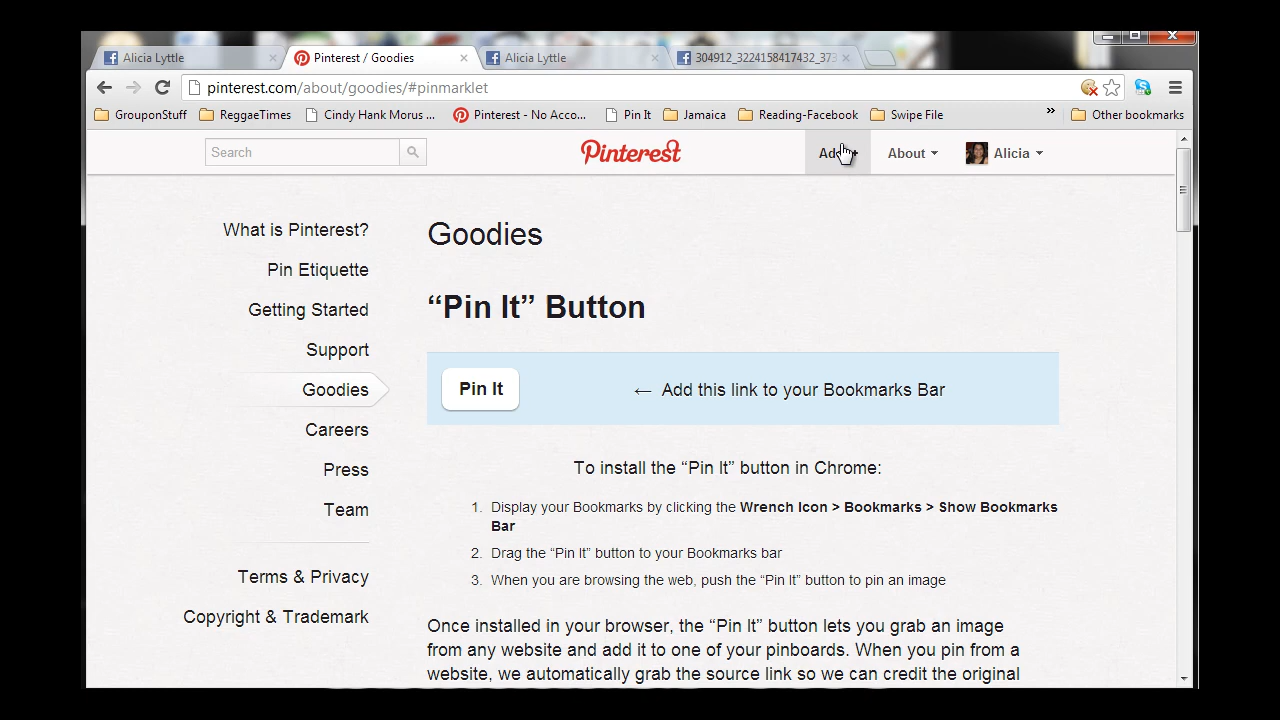 Alicia Lyttle
Pinterest / Goodies
Alicia Lyttle
304912_3224158417432_373
pinterest.com/about/goodies/#pinmarklet
GrouponStuff
ReggaeTimes
Cindy Hank Morus ...
Pinterest - No Acco...
Pin It
Jamaica
Reading-Facebook
Swipe File
»
Other bookmarks
Search
Pinterest
About
Alicia
What is Pinterest?
Pin Etiquette
Getting Started
Support
Goodies
Careers
Press
Team
Terms & Privacy
Copyright & Trademark
Goodies
“Pin It” Button
Pin It
← Add this link to your Bookmarks Bar
To install the “Pin It” button in Chrome:
1. Display your Bookmarks by clicking the Wrench Icon > Bookmarks > Show Bookmarks
Bar
2. Drag the “Pin It” button to your Bookmarks bar
3. When you are browsing the web, push the “Pin It” button to pin an image
Once installed in your browser, the “Pin It” button lets you grab an image
from any website and add it to one of your pinboards. When you pin from a
website, we automatically grab the source link so we can credit the original